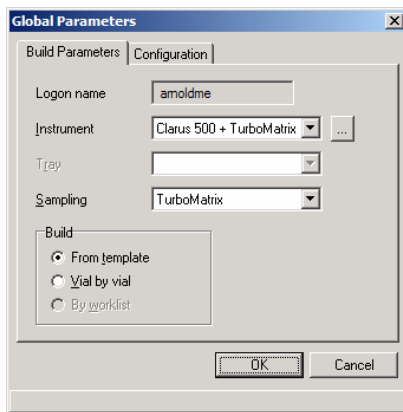 Global Parameters
Build Parameters Configuration
Logon name arnoldme
Instrument Clarus 500 + TurboMatrix ...
Tray
Sampling TurboMatrix
Build
From template
Vial by vial
By worklist
OK Cancel